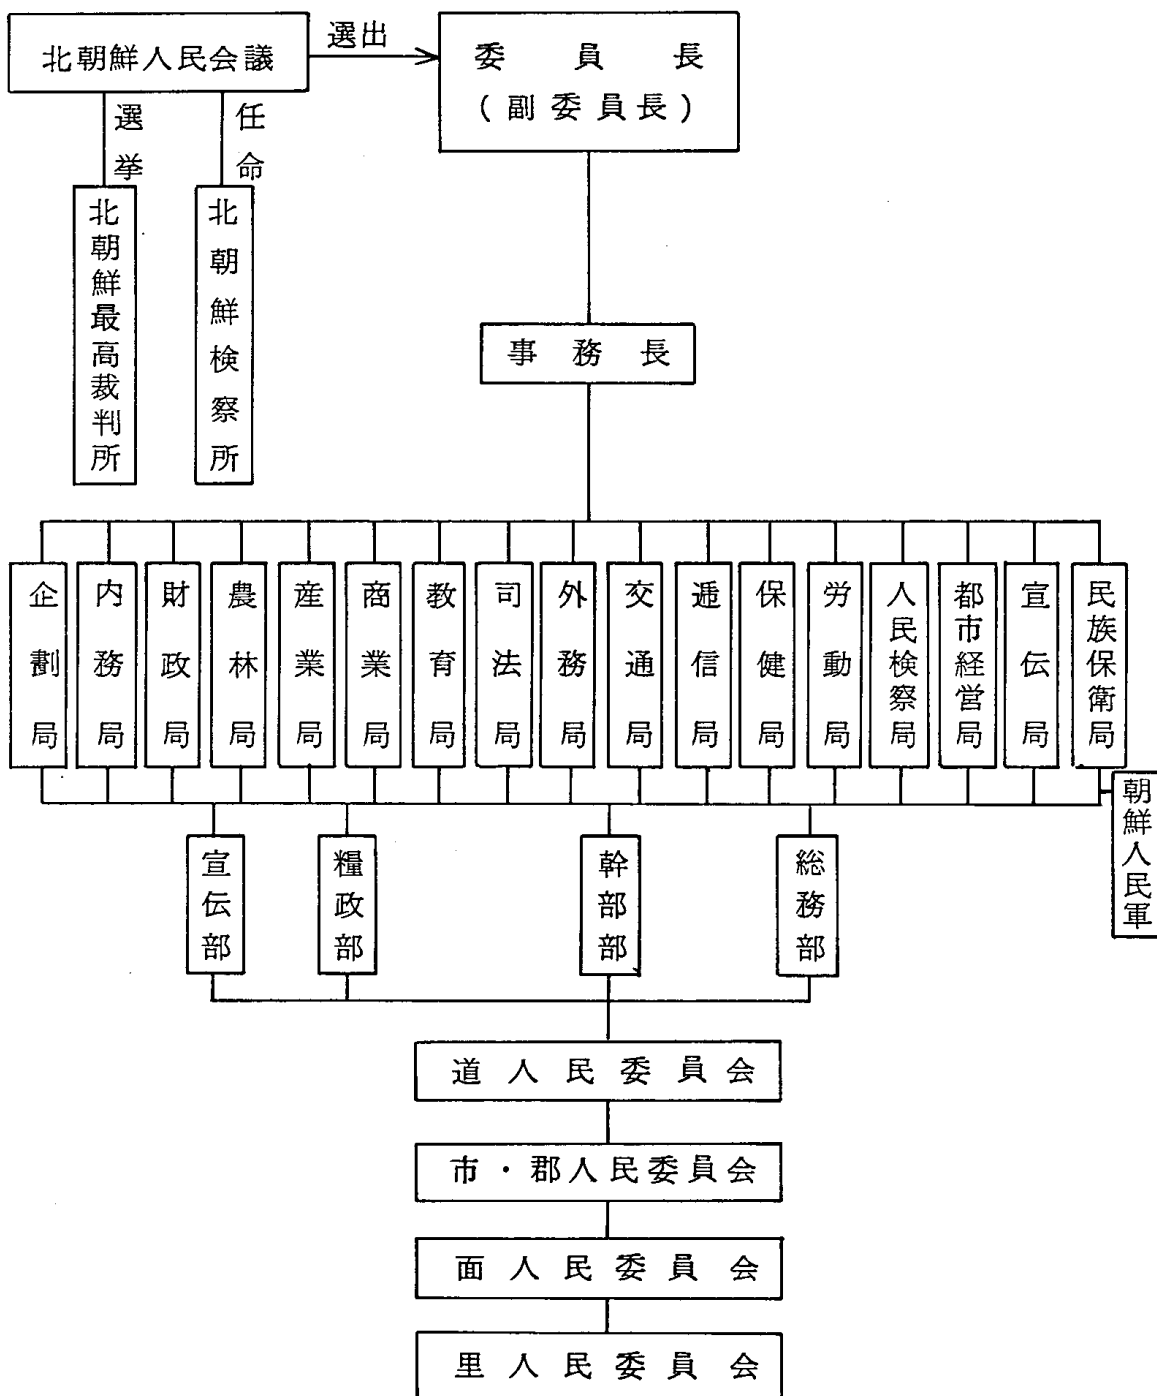 北朝鮮人民会議
選出
委員長
(副委員長)
選挙
任命
北朝鮮最高裁判所
北朝鮮検察所
事務長
企劃局
内務局
財政局
農林局
産業局
商業局
教育局
司法局
外務局
交通局
逓信局
保健局
労動局
人民検察局
都市経営局
宣伝局
民族保衛局
朝鮮人民軍
宣伝部
糧政部
幹部部
総務部
道人民委員会
市・郡人民委員会
面人民委員会
里人民委員会